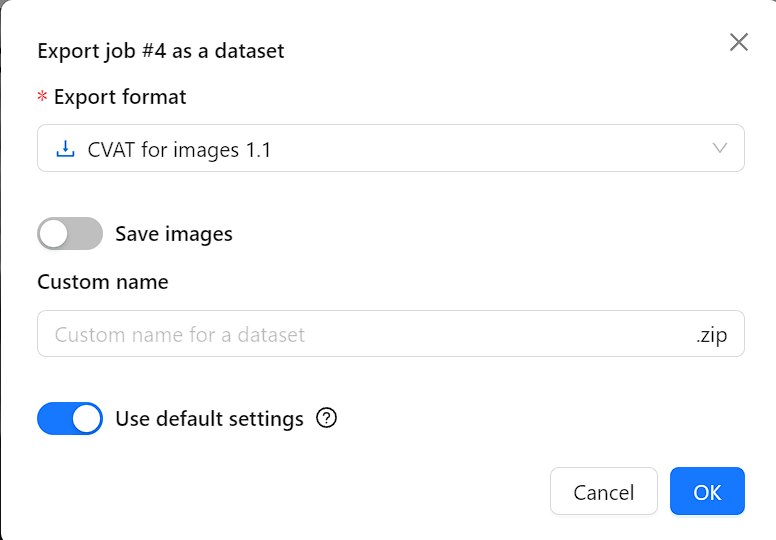 Export job #4 as a dataset
* Export format
CVAT for images 1.1
Save images
Custom name
Custom name for a dataset .zip
Use default settings ?
Cancel OK